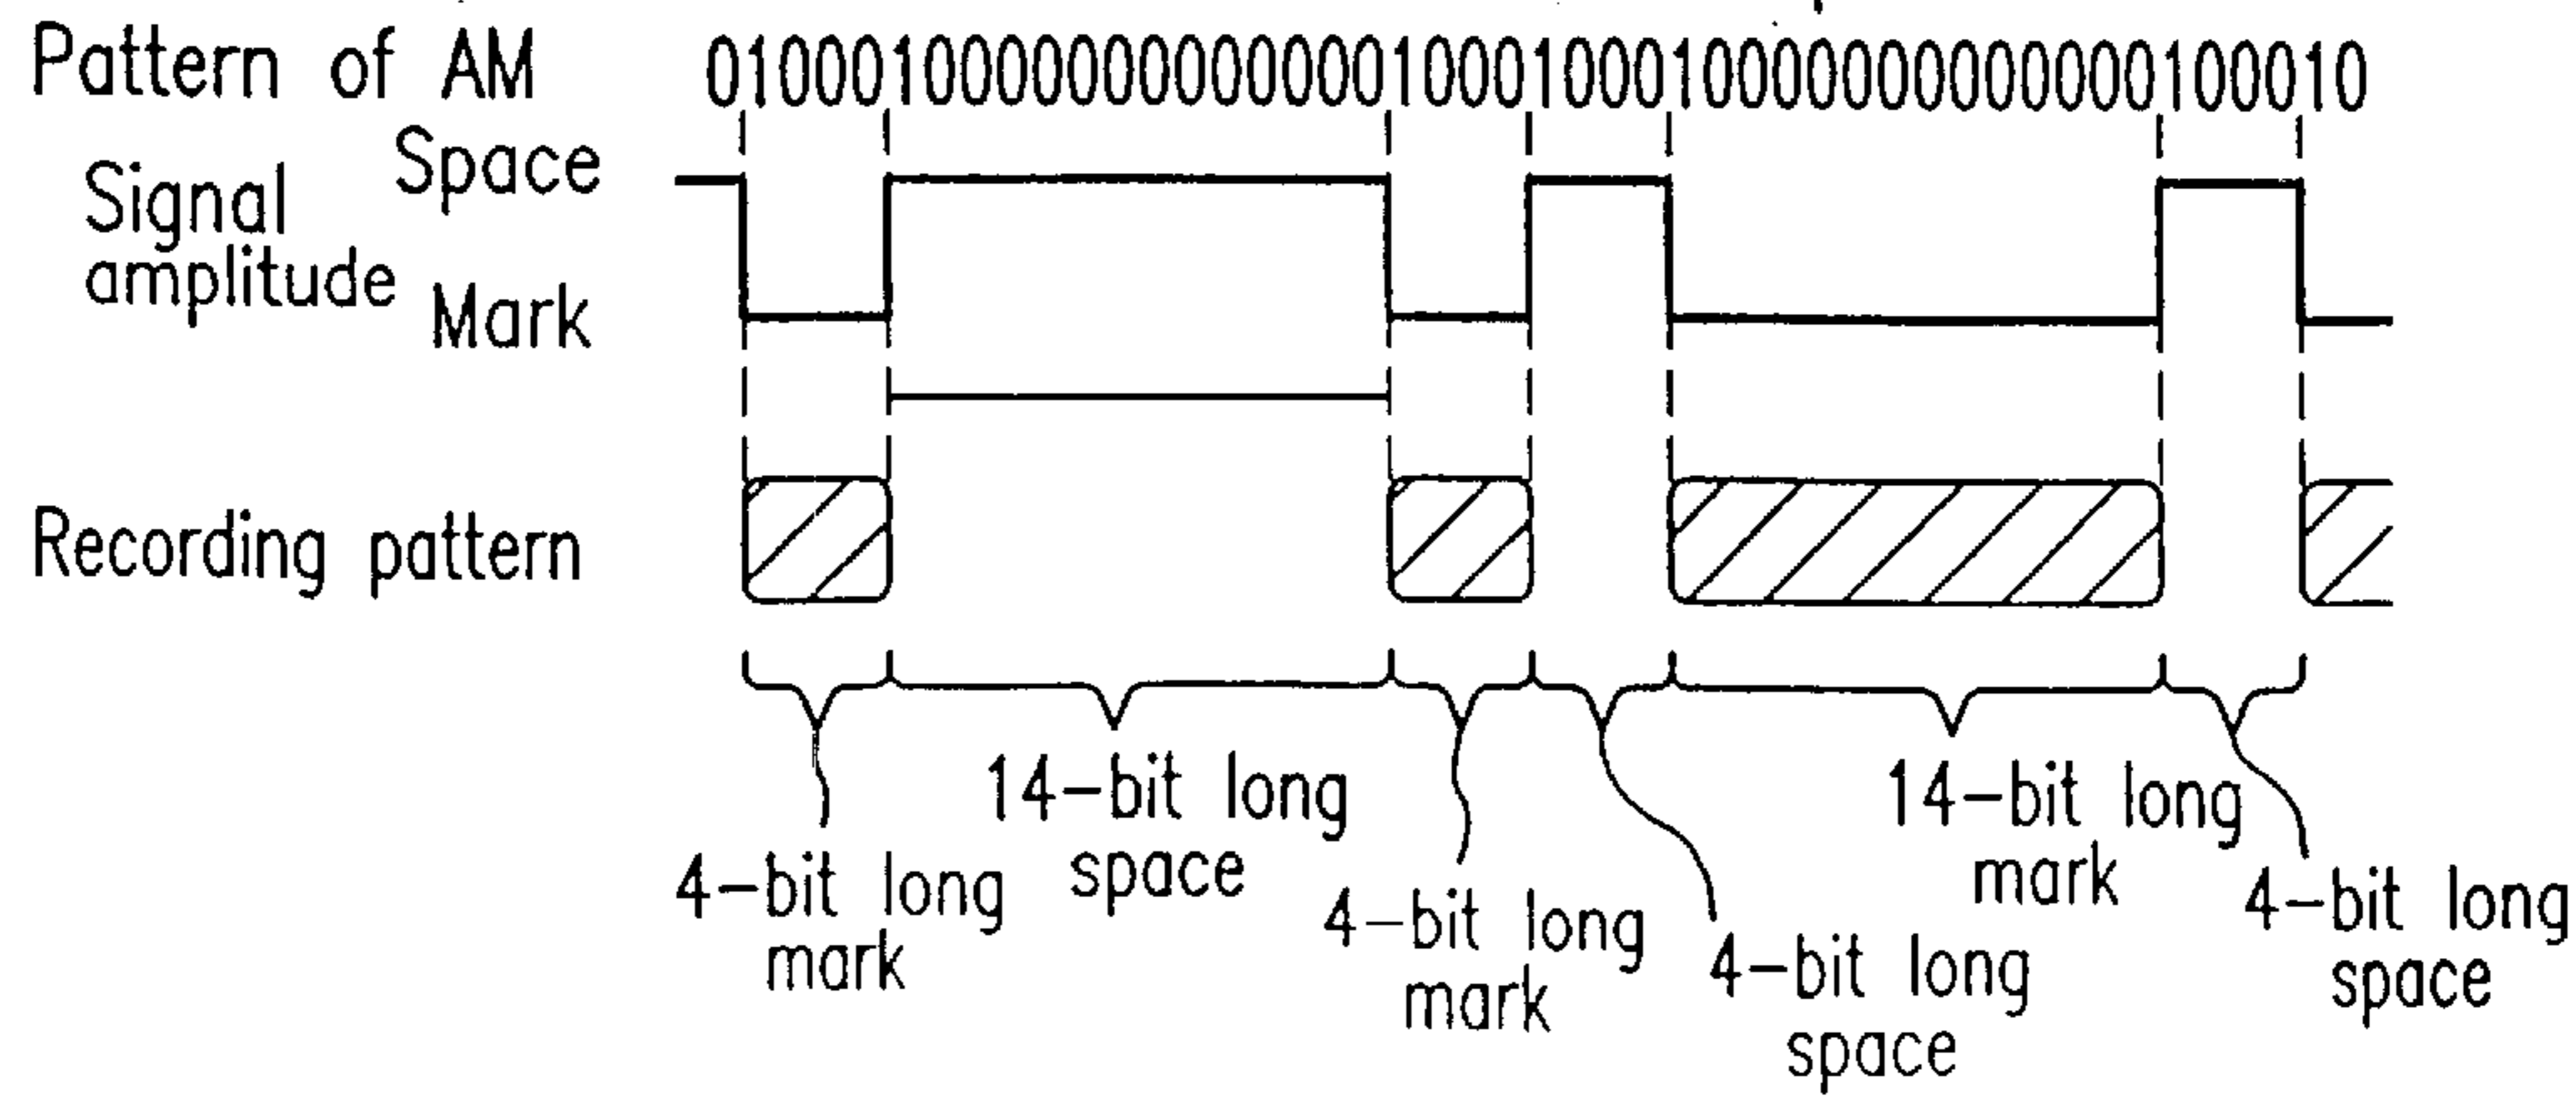 Pattern of AM 01000100000000000001000100010000000000000100010
Space
Signal
amplitude
Mark
Recording pattern
14-bit long
space
14-bit long
mark
4-bit long
mark
4-bit long
mark
4-bit long
space
4-bit long
space